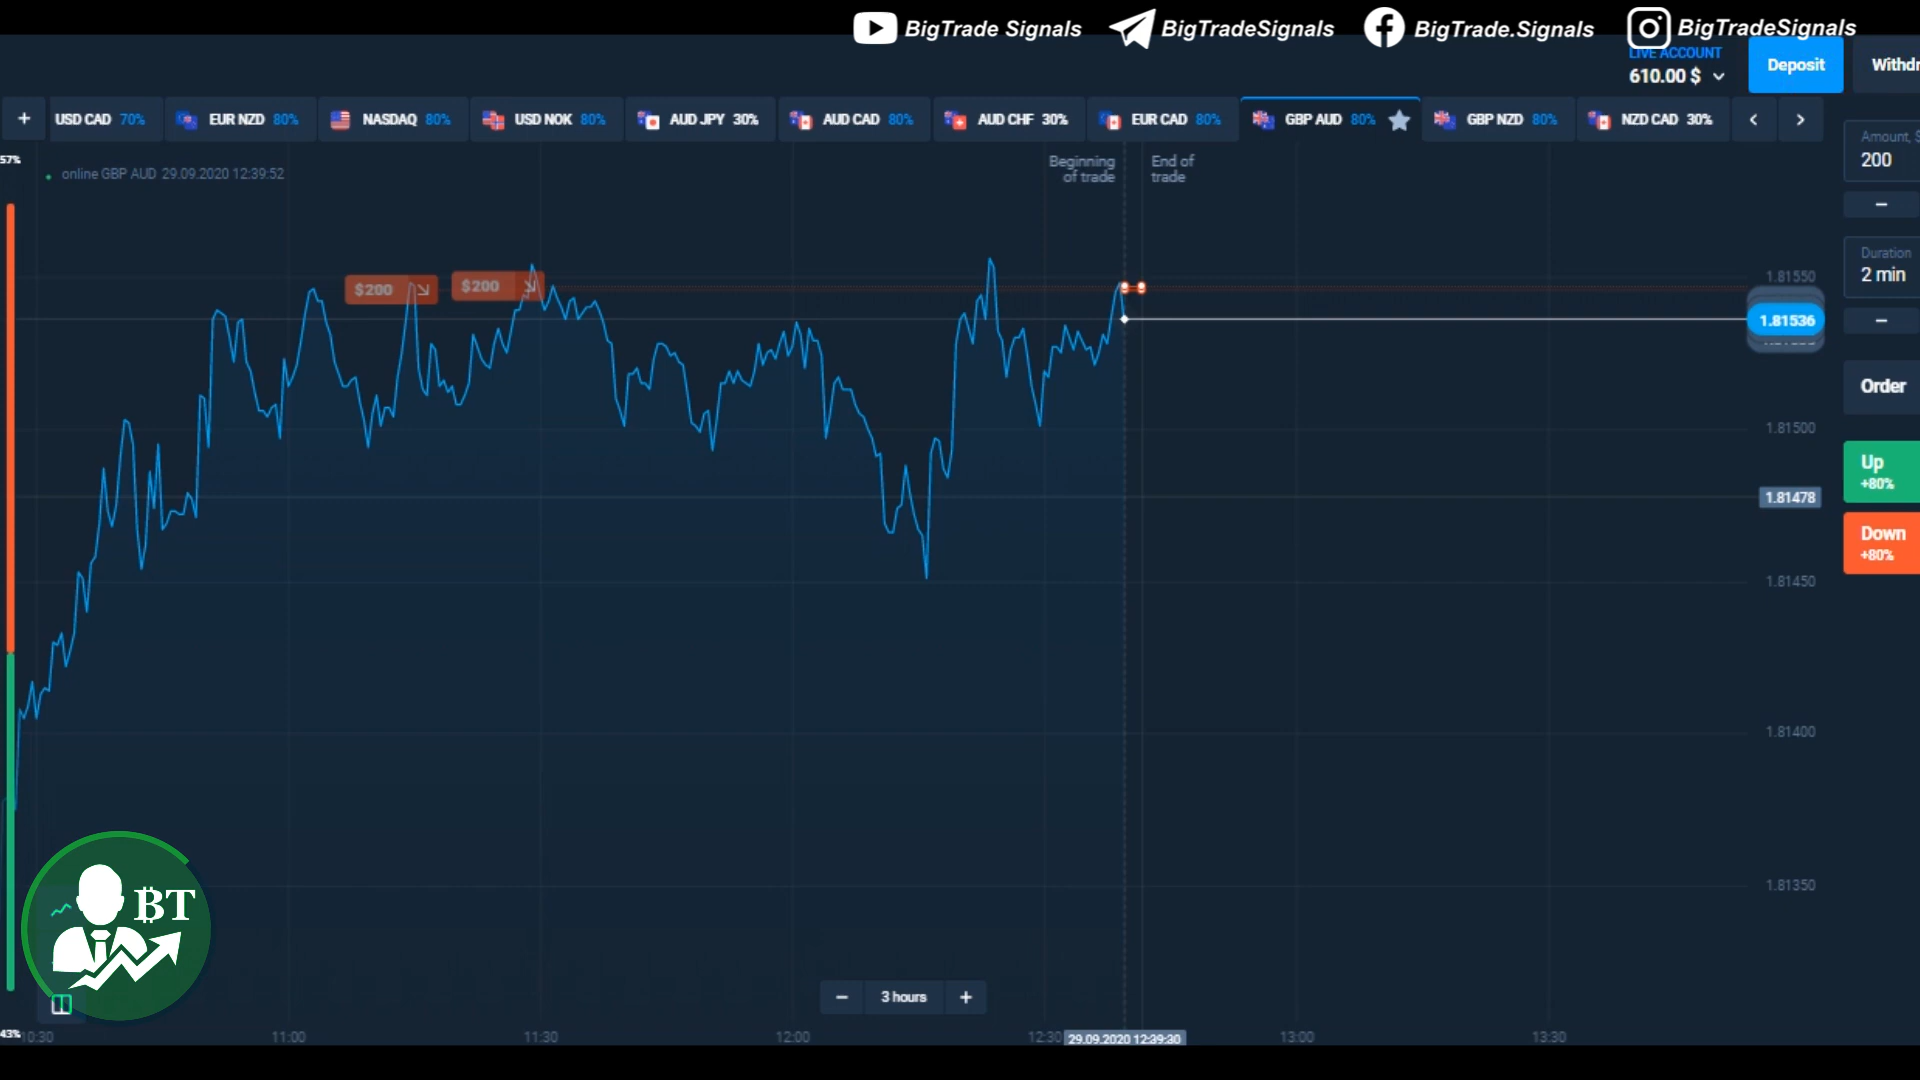 BigTrade Signals BigTradeSignals BigTrade.Signals BigTradeSignals
LIVE ACCOUNT
610.00 $
Deposit
+ USD CAD 70% EUR NZD 80% NASDAQ 80% USD NOK 80% AUD JPY 30% AUD CAD 80% AUD CHF 30% EUR CAD 80% GBP AUD 80% GBP NZD 80% NZD CAD 30% < >
57%
online GBP AUD 29.09.2020 12:39:52
Beginning
of trade
End of
trade
Amount, $
200
−
Duration
2 min
−
Order
Up
+80%
Down
+80%
$200 $200
1.81550
1.81536
1.81500
1.81478
1.81450
1.81400
1.81350
BT
− 3 hours +
43%
10:30 11:00 11:30 12:00 12:30 29.09.2020 12:39:30 13:00 13:30